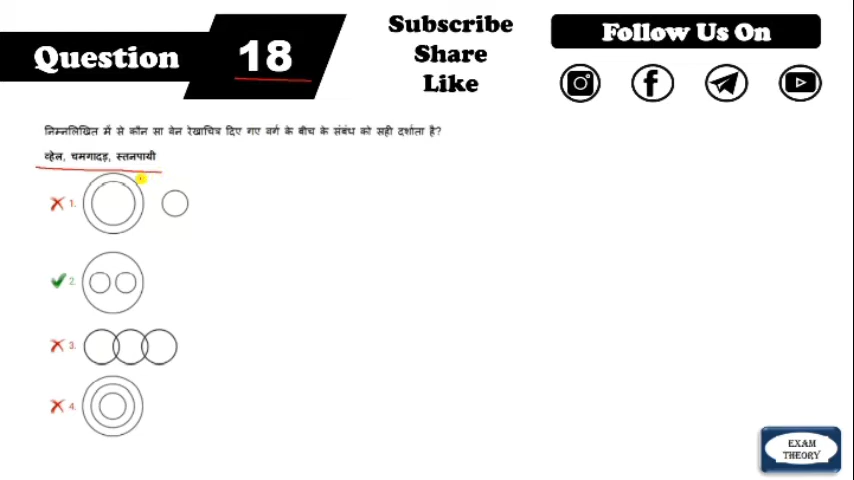 Question 18
Subscribe
Share
Like
Follow Us On
निम्नलिखित में से कौन सा वेन रेखाचित्र दिए गए वर्ग के बीच के संबंध को सही दर्शाता है?
व्हेल, चमगादड़, स्तनपायी
1.
2.
3.
4.
EXAM
THEORY